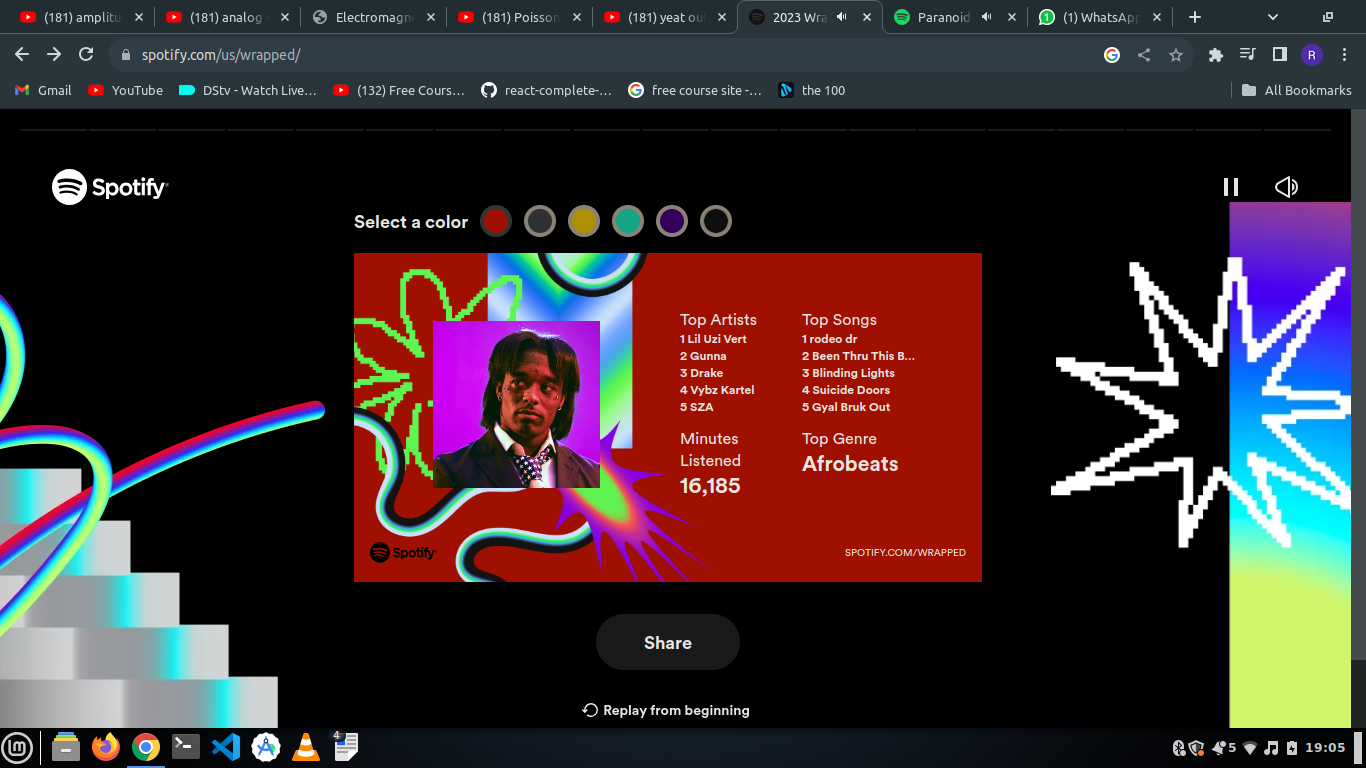 (181) amplitu
(181) analog
Electromagne
(181) Poisson
(181) yeat ou
2023 Wra
Paranoid
1
(1) WhatsApp
spotify.com/us/wrapped/
R
Gmail
YouTube
DStv - Watch Live...
(132) Free Cours...
react-complete-...
free course site -...
the 100
All Bookmarks
Spotify
Select a color
Top Artists
1 Lil Uzi Vert
2 Gunna
3 Drake
4 Vybz Kartel
5 SZA
Top Songs
1 rodeo dr
2 Been Thru This B...
3 Blinding Lights
4 Suicide Doors
5 Gyal Bruk Out
Minutes
Listened
16,185
Top Genre
Afrobeats
Spotify
SPOTIFY.COM/WRAPPED
Share
Replay from beginning
4
5
19:05